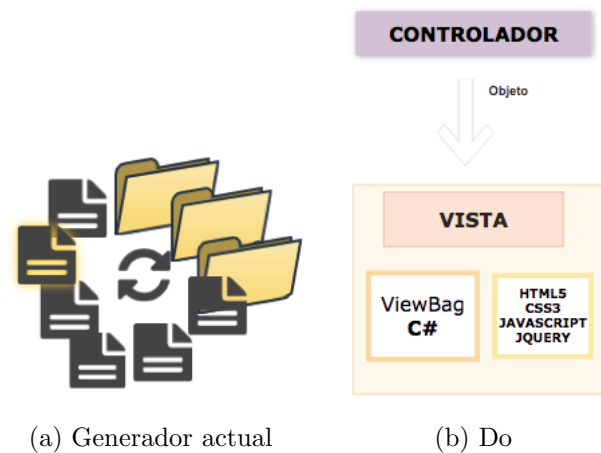 CONTROLADOR
Objeto
VISTA
ViewBag
C#
HTML5
CSS3
JAVASCRIPT
JQUERY
(a) Generador actual
(b) Do